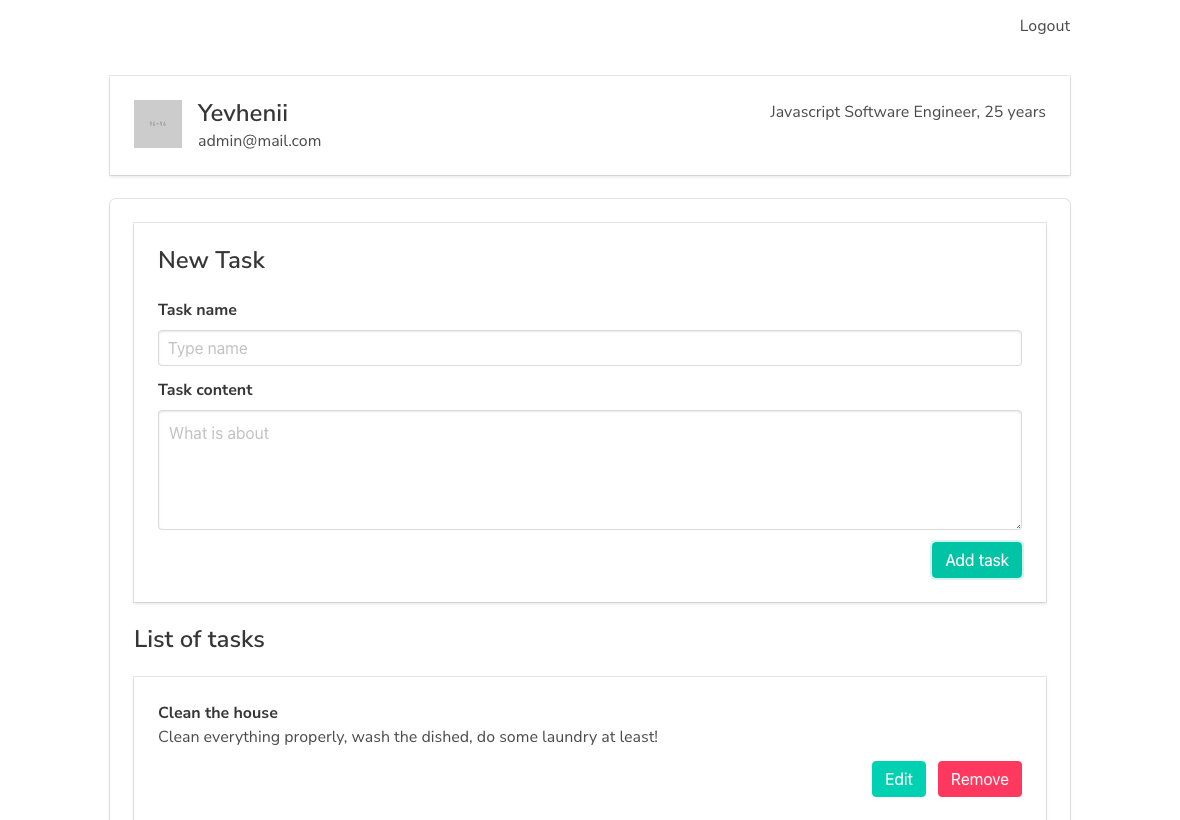 Logout
Yevhenii
admin@mail.com
Javascript Software Engineer, 25 years
New Task
Task name
Type name
Task content
What is about
Add task
List of tasks
Clean the house
Clean everything properly, wash the dished, do some laundry at least!
Edit
Remove